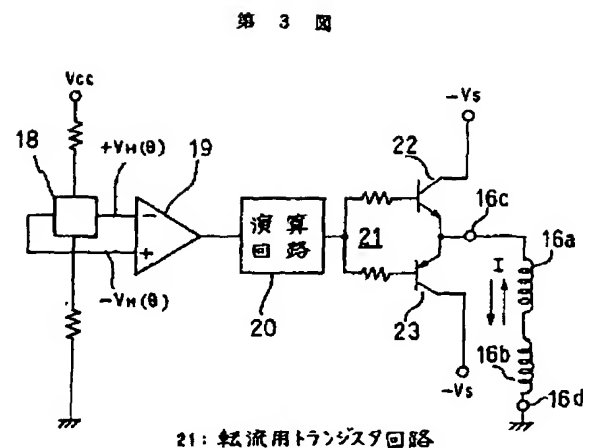 第 3 図
Vcc
-Vs
18
+VH(θ)
19
22
16c
16a
演算
回路
21
I
-VH(θ)
20
23
16b
-Vs
16d
21: 転流用トランジスタ回路